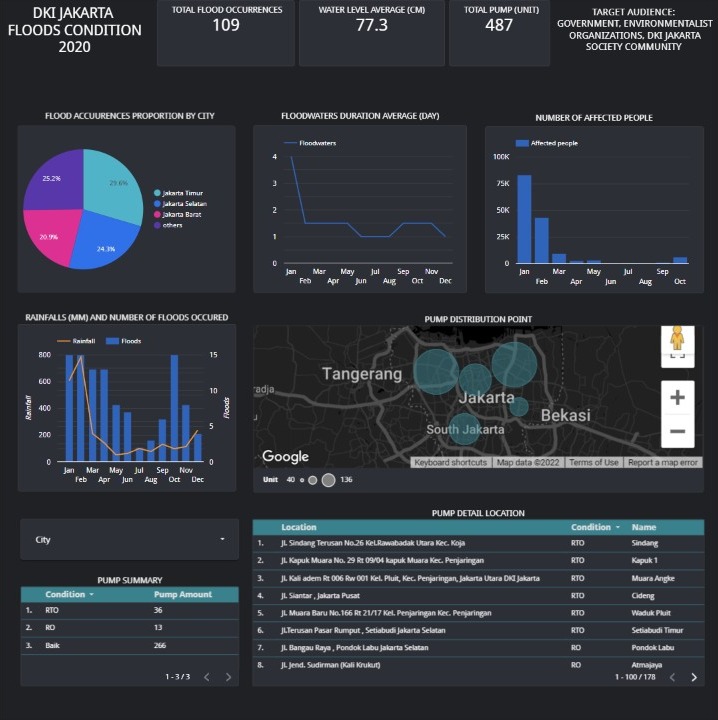 DKI JAKARTA
FLOODS CONDITION
2020
TOTAL FLOOD OCCURRENCES
109
WATER LEVEL AVERAGE (CM)
77.3
TOTAL PUMP (UNIT)
487
TARGET AUDIENCE:
GOVERNMENT, ENVIRONMENTALIST
ORGANIZATIONS, DKI JAKARTA
SOCIETY COMMUNITY
FLOOD ACCUURENCES PROPORTION BY CITY
25.2%
29.6%
20.9%
24.3%
Jakarta Timur
Jakarta Selatan
Jakarta Barat
others
FLOODWATERS DURATION AVERAGE (DAY)
Floodwaters
4
3
2
1
0
Jan Mar May Jul Sep Nov
Feb Apr Jun Aug Oct Dec
NUMBER OF AFFECTED PEOPLE
Affected people
100K
75K
50K
25K
0
Jan Mar May Jul Sep
Feb Apr Jun Aug Oct
RAINFALLS (MM) AND NUMBER OF FLOODS OCCURED
Rainfall Floods
800 15
600 10
400
200 5
0 0
Rainfall
Floods
Jan Mar May Jul Sep Nov
Feb Apr Jun Aug Oct Dec
PUMP DISTRIBUTION POINT
Tangerang
radja
Jakarta
Bekasi
South Jakarta
Google
Keyboard shortcuts Map data ©2022 Terms of Use Report a map error
Unit 40 136
City
PUMP SUMMARY
Condition Pump Amount
1. RTO 36
2. RO 13
3. Baik 266
1 - 3 / 3
PUMP DETAIL LOCATION
Location Condition Name
1. Jl. Sindang Terusan No.26 Kel.Rawabadak Utara Kec. Koja RTO Sindang
2. Jl. Kapuk Muara No. 29 Rt 09/04 kapuk Muara Kec. Penjaringan RTO Kapuk 1
3. Jl. Kali adem Rt 006 Rw 001 Kel. Pluit, Kec. Penjaringan, Jakarta Utara DKI Jakarta RTO Muara Angke
4. Jl. Siantar , Jakarta Pusat RTO Cideng
5. Jl. Muara Baru No.166 Rt 21/17 Kel. Penjaringan Kec. Penjaringan RTO Waduk Pluit
6. Jl.Terusan Pasar Rumput , Setiabudi Jakarta Selatan RTO Setiabudi Timur
7. Jl. Bangau Raya , Pondok Labu Jakarta Selatan RO Pondok Labu
8. Jl. Jend. Sudirman (Kali Krukut) RO Atmajaya
1 - 100 / 178